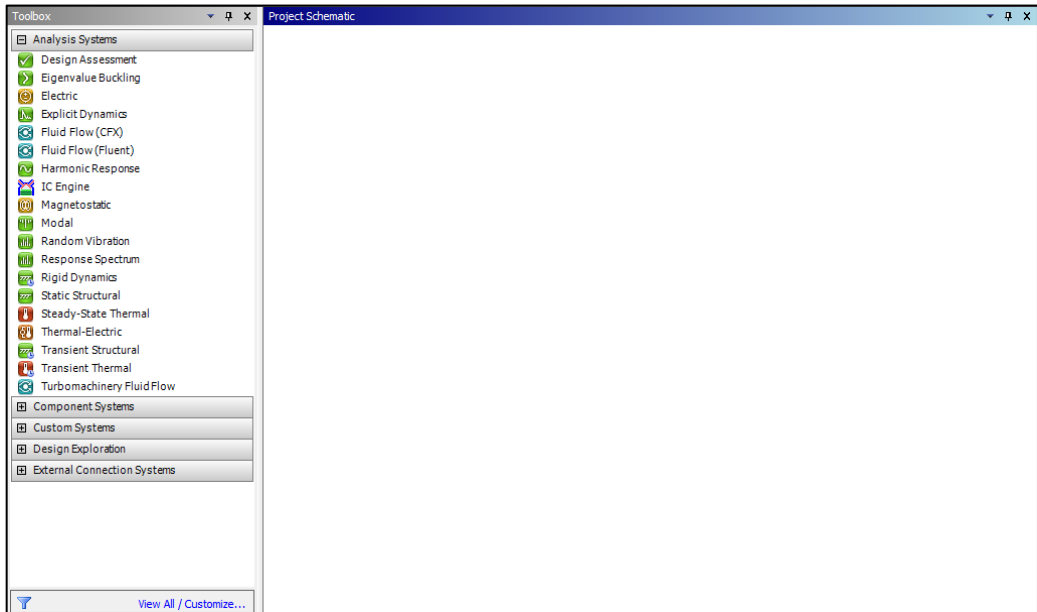 Toolbox
Project Schematic
Analysis Systems
Design Assessment
Eigenvalue Buckling
Electric
Explicit Dynamics
Fluid Flow (CFX)
Fluid Flow (Fluent)
Harmonic Response
IC Engine
Magnetostatic
Modal
Random Vibration
Response Spectrum
Rigid Dynamics
Static Structural
Steady-State Thermal
Thermal-Electric
Transient Structural
Transient Thermal
Turbomachinery Fluid Flow
Component Systems
Custom Systems
Design Exploration
External Connection Systems
View All / Customize...